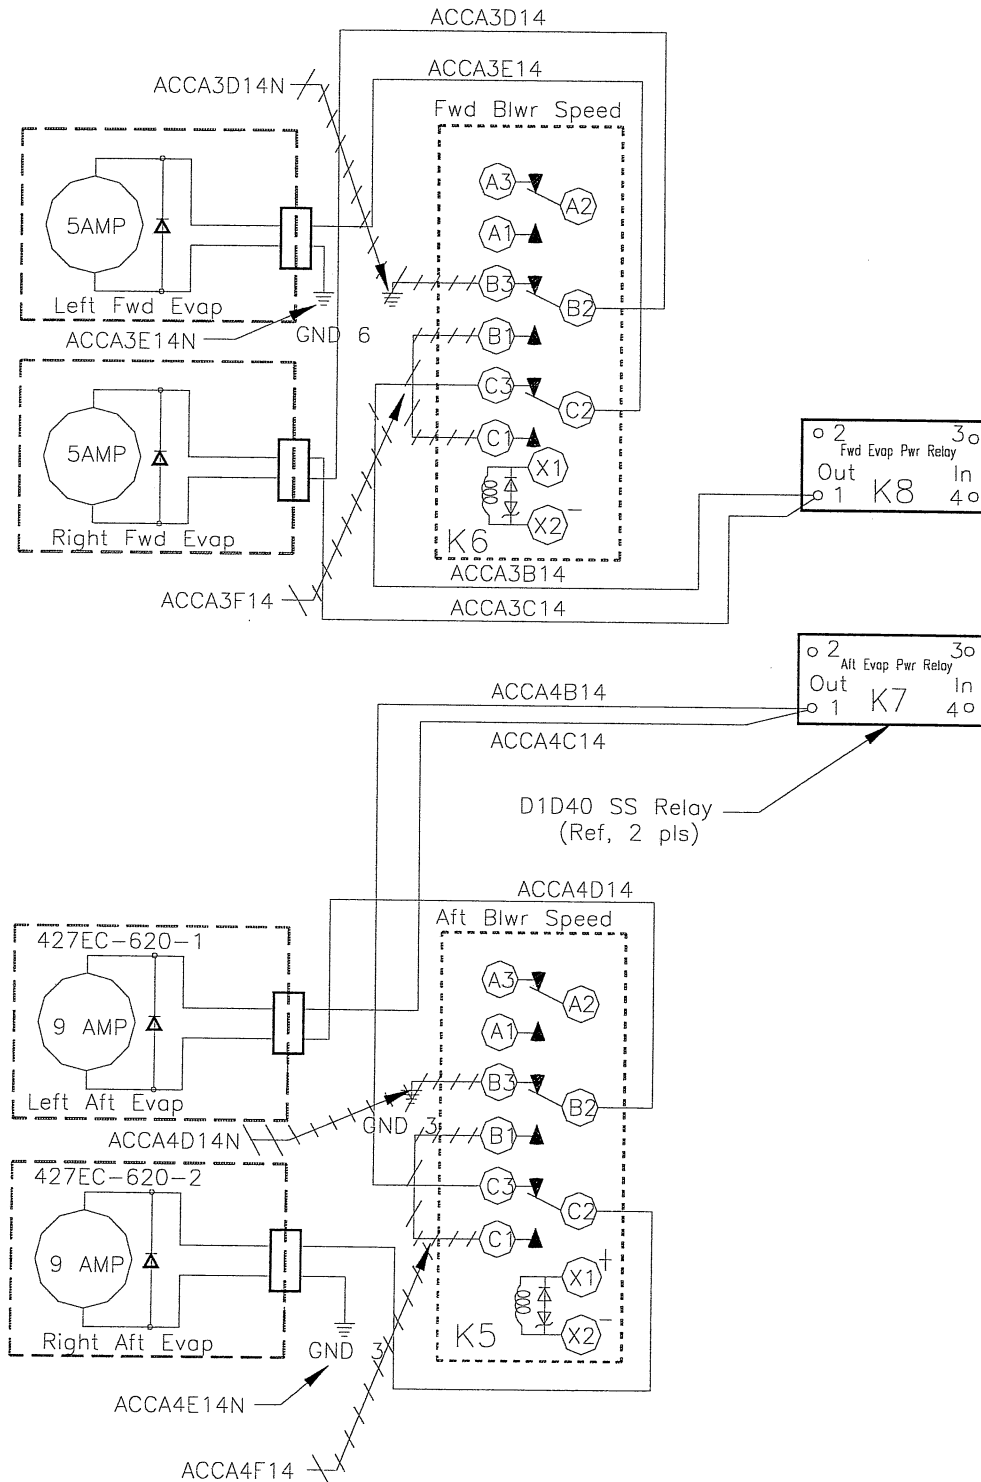 ACCA3D14
ACCA3E14
ACCA3D14N
Fwd Blwr Speed
A3
A2
A1
5AMP
B3
B2
Left Fwd Evap
ACCA3E14N
GND 6
B1
C3
C2
5AMP
C1
X1
X2 -
K6
Right Fwd Evap
2 3
Fwd Evap Pwr Relay
Out In
1 K8 4
ACCA3B14
ACCA3F14
ACCA3C14
2 3
Aft Evap Pwr Relay
Out In
1 K7 4
ACCA4B14
ACCA4C14
D1D40 SS Relay
(Ref, 2 pls)
ACCA4D14
Aft Blwr Speed
427EC-620-1
A3
A2
9 AMP
A1
B3
B2
Left Aft Evap
GND 3
ACCA4D14N
B1
427EC-620-2
C3
C2
C1
9 AMP
X1 +
X2 -
K5
Right Aft Evap
GND 3
ACCA4E14N
ACCA4F14